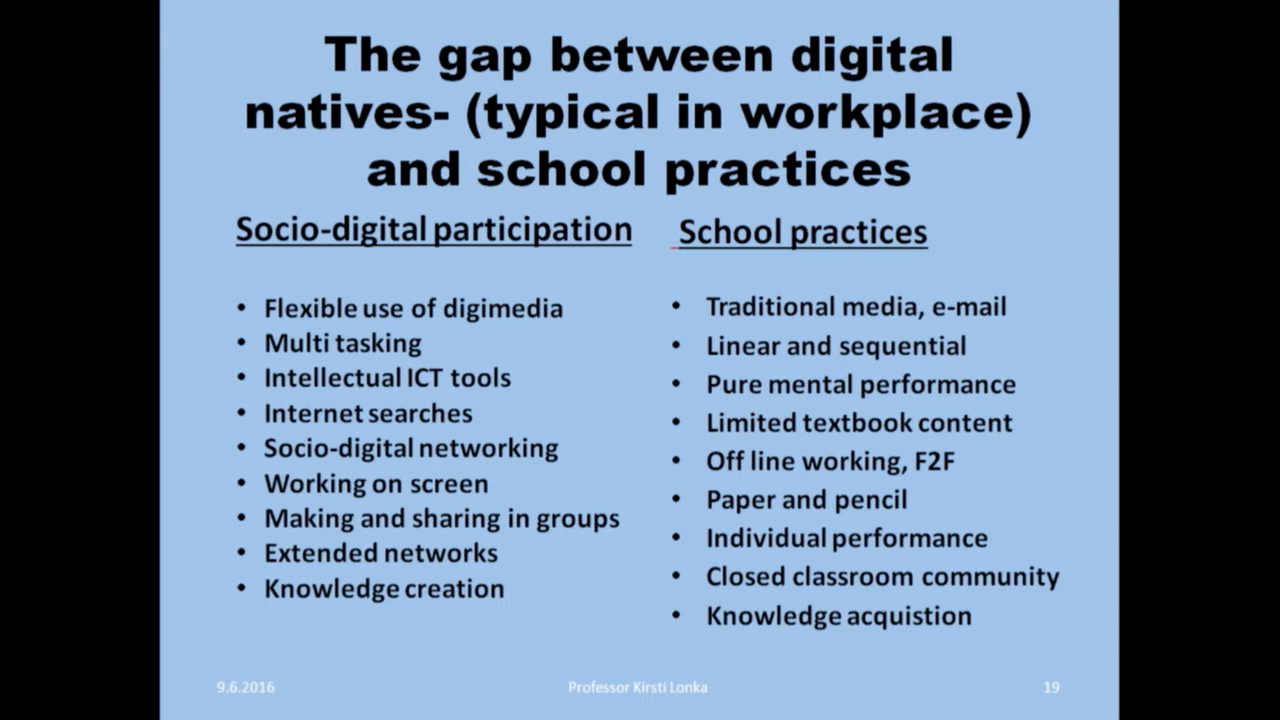 The gap between digital
natives- (typical in workplace)
and school practices
Socio-digital participation
• Flexible use of digimedia
• Multi tasking
• Intellectual ICT tools
• Internet searches
• Socio-digital networking
• Working on screen
• Making and sharing in groups
• Extended networks
• Knowledge creation
School practices
• Traditional media, e-mail
• Linear and sequential
• Pure mental performance
• Limited textbook content
• Off line working, F2F
• Paper and pencil
• Individual performance
• Closed classroom community
• Knowledge acquistion
9.6.2016
Professor Kirsti Lonka
19